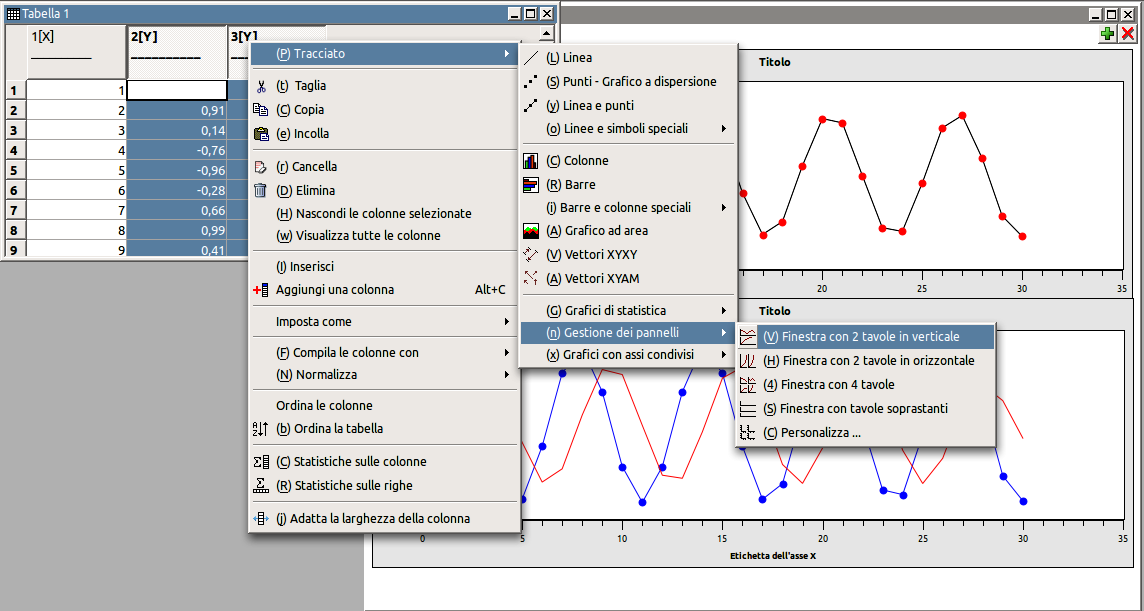 Tabella 1
1[X] 2[Y] 3[Y]
1 1
2 2 0,91
3 3 0,14
4 4 -0,76
5 5 -0,96
6 6 -0,28
7 7 0,66
8 8 0,99
9 9 0,41
(P) Tracciato
(t) Taglia
(C) Copia
(e) Incolla
(r) Cancella
(D) Elimina
(H) Nascondi le colonne selezionate
(w) Visualizza tutte le colonne
(I) Inserisci
Aggiungi una colonna Alt+C
Imposta come
(F) Compila le colonne con
(N) Normalizza
Ordina le colonne
(b) Ordina la tabella
(C) Statistiche sulle colonne
(R) Statistiche sulle righe
(j) Adatta la larghezza della colonna
(L) Linea
(S) Punti - Grafico a dispersione
(y) Linea e punti
(o) Linee e simboli speciali
(C) Colonne
(R) Barre
(i) Barre e colonne speciali
(A) Grafico ad area
(V) Vettori XYXY
(A) Vettori XYAM
(G) Grafici di statistica
(n) Gestione dei pannelli
(x) Grafici con assi condivisi
(V) Finestra con 2 tavole in verticale
(H) Finestra con 2 tavole in orizzontale
(4) Finestra con 4 tavole
(S) Finestra con tavole soprastanti
(C) Personalizza ...
Titolo
20 25 30 35
Titolo
0 5 10 15 20 25 30 35
Etichetta dell'asse X